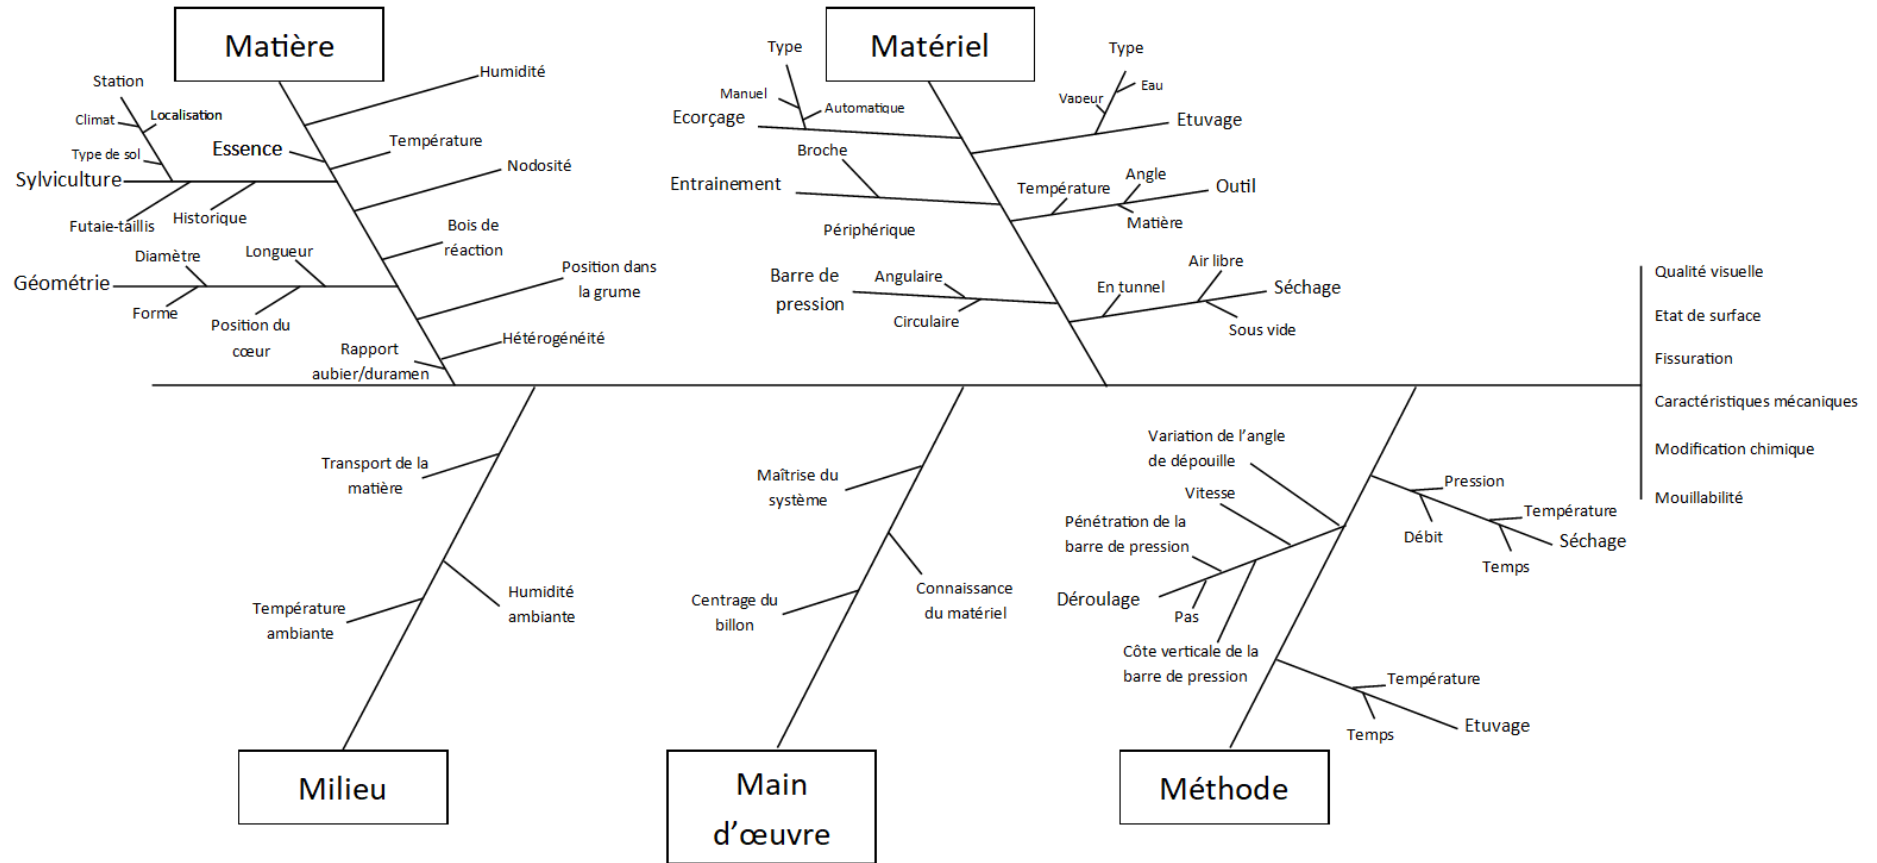 Matière
Matériel
Type
Type
Humidité
Station
Manuel
Vapeur
Eau
Climat
Localisation
Automatique
Ecorçage
Etuvage
Essence
Température
Type de sol
Broche
Nodosité
Sylviculture
Entrainement
Température
Angle
Outil
Futaie-taillis
Historique
Matière
Bois de
réaction
Périphérique
Diamètre
Longueur
Position dans
la grume
Air libre
Géométrie
Barre de
pression
Angulaire
En tunnel
Séchage
Forme
Position du
cœur
Circulaire
Sous vide
Hétérogénéité
Rapport
aubier/duramen
Qualité visuelle
Etat de surface
Fissuration
Caractéristiques mécaniques
Modification chimique
Mouillabilité
Transport de la
matière
Maîtrise du
système
Variation de l’angle
de dépouille
Vitesse
Pénétration de la
barre de pression
Pression
Température
Débit
Séchage
Temps
Température
ambiante
Humidité
ambiante
Centrage du
billon
Connaissance
du matériel
Déroulage
Pas
Côte verticale de la
barre de pression
Température
Temps
Etuvage
Milieu
Main
d’œuvre
Méthode